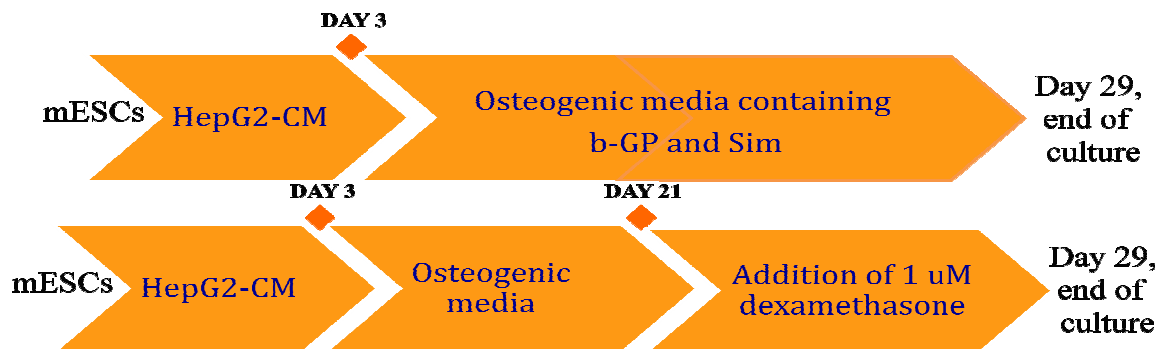 DAY 3
mESCs
HepG2-CM
Osteogenic media containing
b-GP and Sim
Day 29,
end of
culture
DAY 3
DAY 21
mESCs
HepG2-CM
Osteogenic
media
Addition of 1 uM
dexamethasone
Day 29,
end of
culture